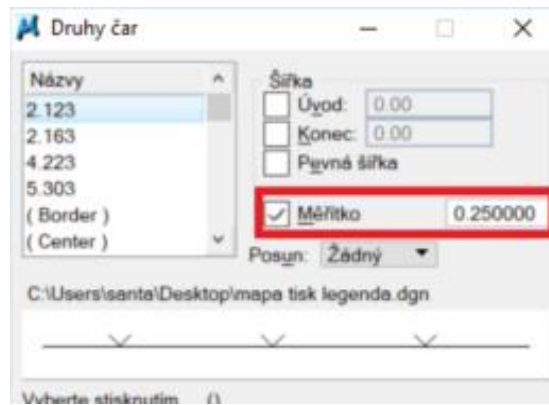 Druhy čar
Názvy
2.123
2.163
4.223
5.303
( Border )
( Center )
Šířka
Úvod: 0.00
Konec: 0.00
Pevná šířka
Měřítko 0.250000
Posun: Žádný
C:\Users\santa\Desktop\mapa tisk legenda.dgn
Vyberte stisknutím ()